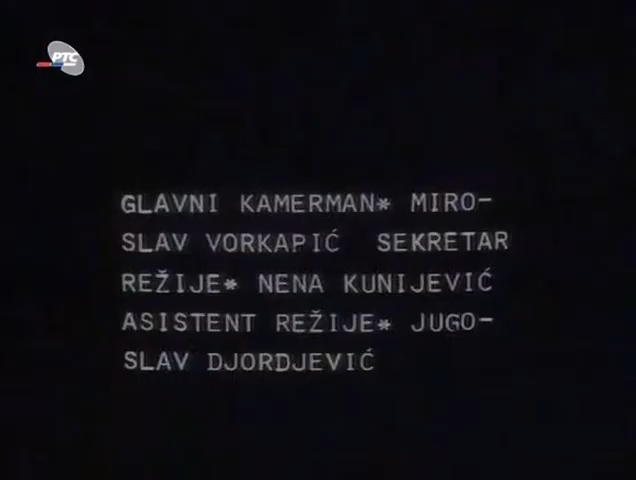 РТС
GLAVNI KAMERMAN* MIRO-
SLAV VORKAPIĆ SEKRETAR
REŽIJE* NENA KUNIJEVIĆ
ASISTENT REŽIJE* JUGO-
SLAV DJORDJEVIĆ